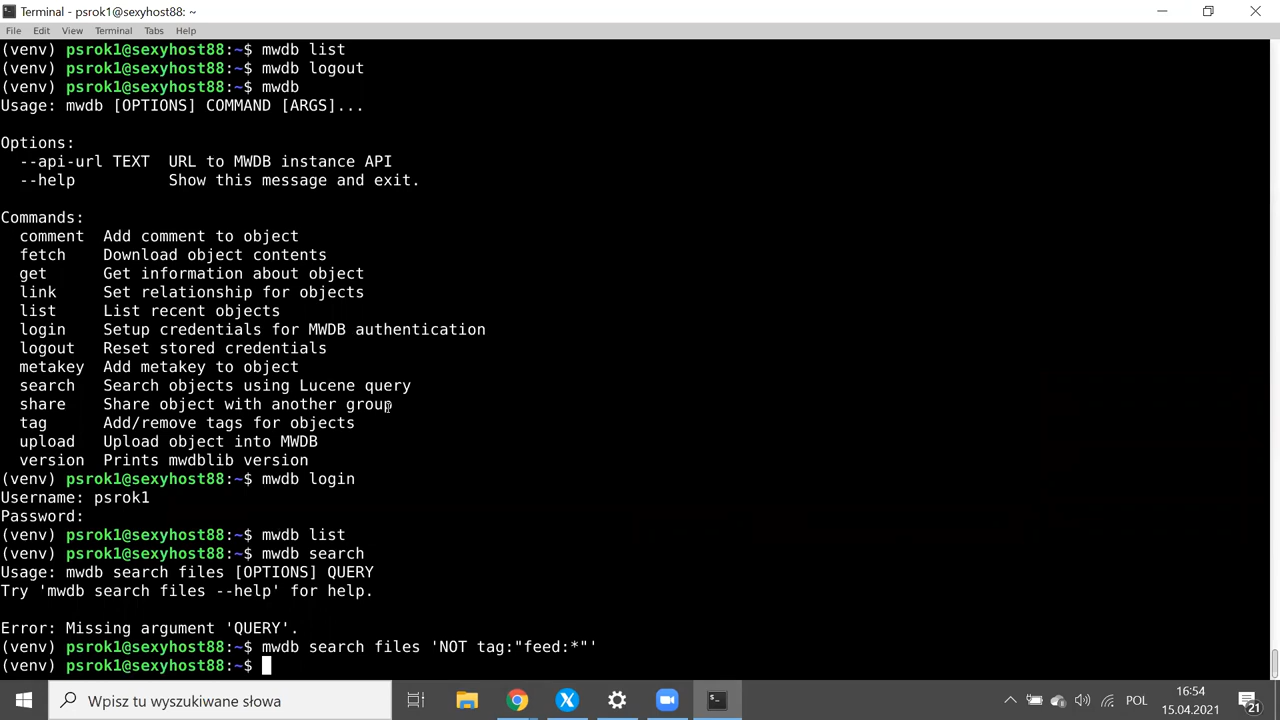 Terminal - psrok1@sexyhost88: ~
File Edit View Terminal Tabs Help
(venv) psrok1@sexyhost88:~$ mwdb list
(venv) psrok1@sexyhost88:~$ mwdb logout
(venv) psrok1@sexyhost88:~$ mwdb
Usage: mwdb [OPTIONS] COMMAND [ARGS]...
Options:
--api-url TEXT URL to MWDB instance API
--help Show this message and exit.
Commands:
comment Add comment to object
fetch Download object contents
get Get information about object
link Set relationship for objects
list List recent objects
login Setup credentials for MWDB authentication
logout Reset stored credentials
metakey Add metakey to object
search Search objects using Lucene query
share Share object with another group
tag Add/remove tags for objects
upload Upload object into MWDB
version Prints mwdblib version
(venv) psrok1@sexyhost88:~$ mwdb login
Username: psrok1
Password:
(venv) psrok1@sexyhost88:~$ mwdb list
(venv) psrok1@sexyhost88:~$ mwdb search
Usage: mwdb search files [OPTIONS] QUERY
Try 'mwdb search files --help' for help.
Error: Missing argument 'QUERY'.
(venv) psrok1@sexyhost88:~$ mwdb search files 'NOT tag:"feed:*"'
(venv) psrok1@sexyhost88:~$
Wpisz tu wyszukiwane słowa
POL
16:54
15.04.2021
21